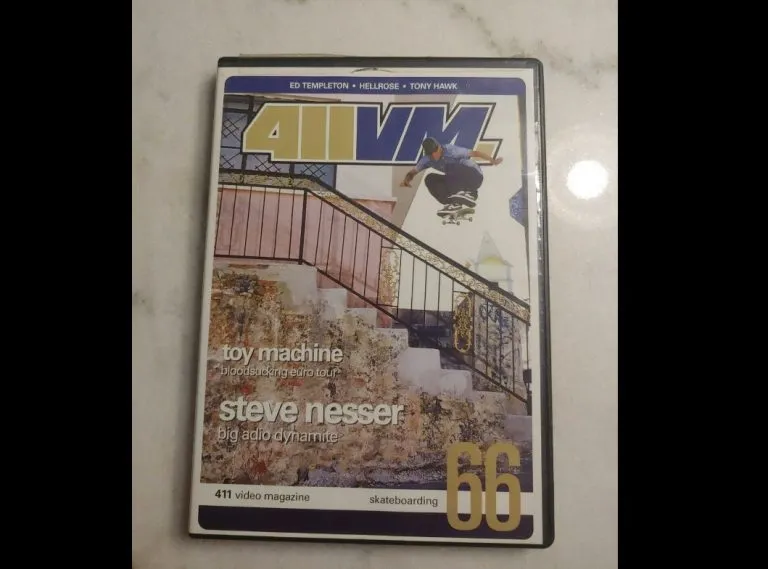 ED TEMPLETON • HELLROSE • TONY HAWK
411VM.
toy machine
bloodsucking euro tour
steve nesser
big adio dynamite
411 video magazine
skateboarding
66